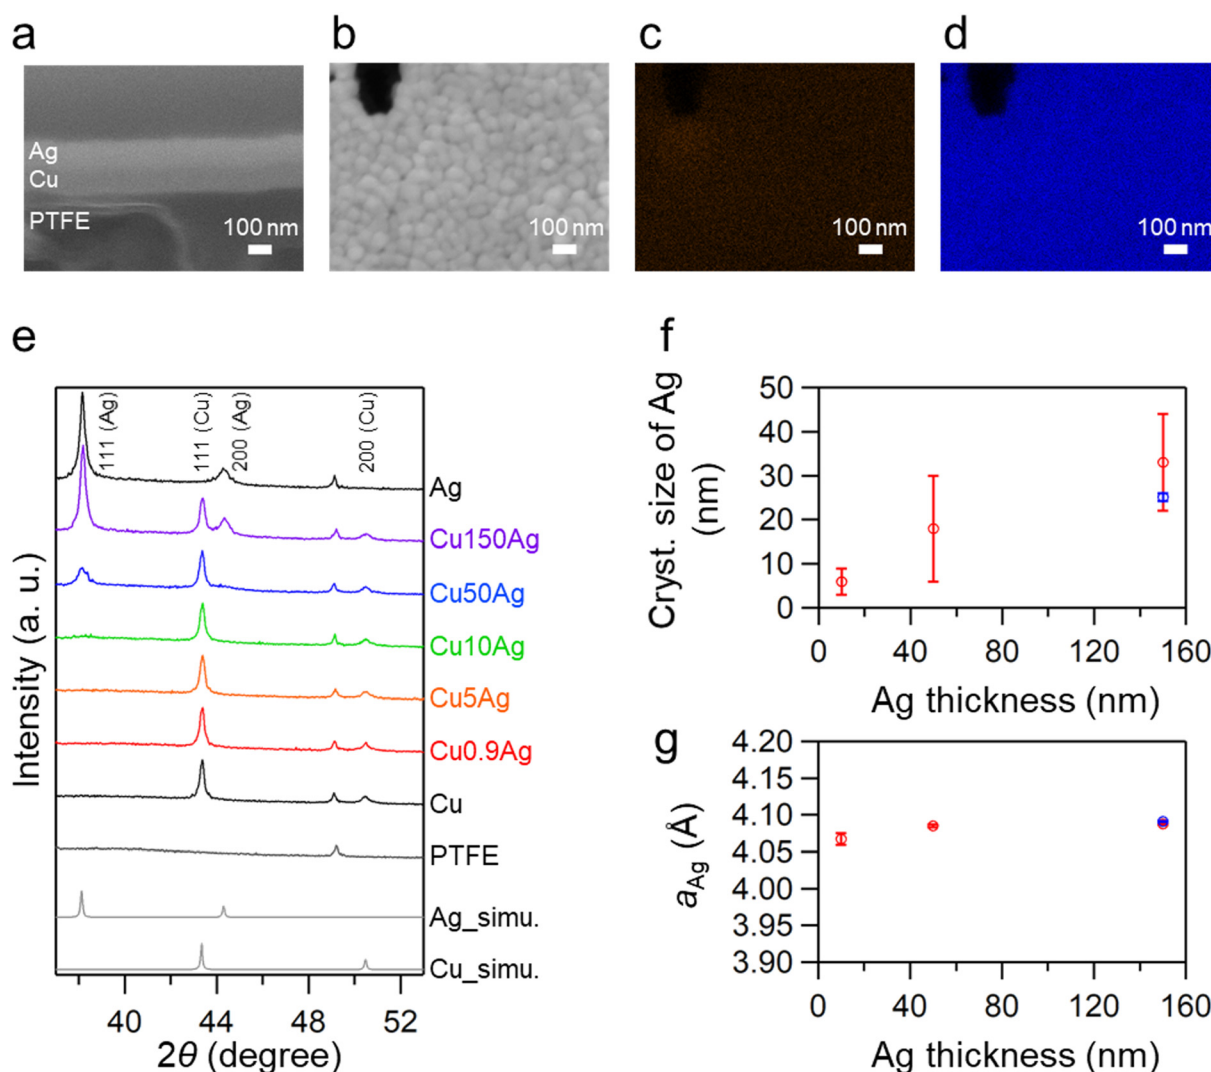 a
b
c
d
Ag
Cu
PTFE
100 nm
100 nm
100 nm
100 nm
e
111 (Ag)
111 (Cu)
200 (Ag)
200 (Cu)
Ag
Cu150Ag
Cu50Ag
Cu10Ag
Cu5Ag
Cu0.9Ag
Cu
PTFE
Ag_simu.
Cu_simu.
Intensity (a. u.)
40 44 48 52
2θ (degree)
f
Cryst. size of Ag
(nm)
50
40
30
20
10
0
0 40 80 120 160
Ag thickness (nm)
g
aAg (Å)
4.20
4.15
4.10
4.05
4.00
3.95
3.90
0 40 80 120 160
Ag thickness (nm)